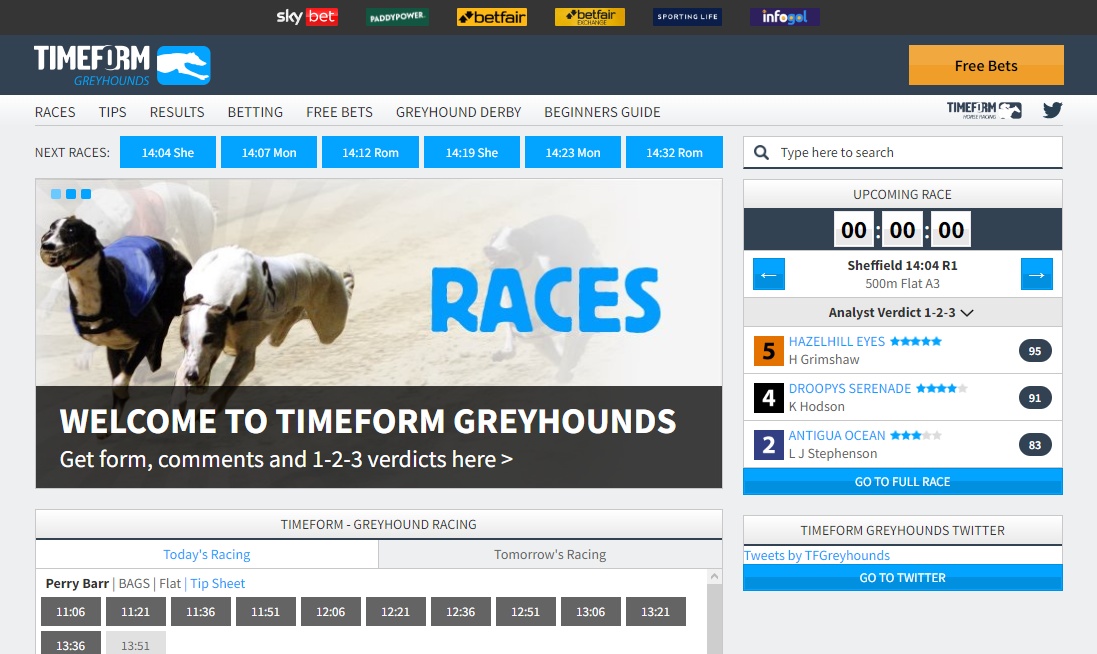 sky bet PADDYPOWER. betfair betfair EXCHANGE SPORTING LIFE infogol
TIMEFORM
GREYHOUNDS
Free Bets
RACES TIPS RESULTS BETTING FREE BETS GREYHOUND DERBY BEGINNERS GUIDE
TIMEFORM
HORSE RACING
NEXT RACES: 14:04 She 14:07 Mon 14:12 Rom 14:19 She 14:23 Mon 14:32 Rom
Type here to search
RACES
WELCOME TO TIMEFORM GREYHOUNDS
Get form, comments and 1-2-3 verdicts here >
UPCOMING RACE
00 : 00 : 00
← Sheffield 14:04 R1 →
500m Flat A3
Analyst Verdict 1-2-3
5 HAZELHILL EYES 95
H Grimshaw
4 DROOPYS SERENADE 91
K Hodson
2 ANTIGUA OCEAN 83
L J Stephenson
GO TO FULL RACE
TIMEFORM - GREYHOUND RACING
Today's Racing Tomorrow's Racing
Perry Barr | BAGS | Flat | Tip Sheet
11:06 11:21 11:36 11:51 12:06 12:21 12:36 12:51 13:06 13:21
13:36 13:51
TIMEFORM GREYHOUNDS TWITTER
Tweets by TFGreyhounds
GO TO TWITTER